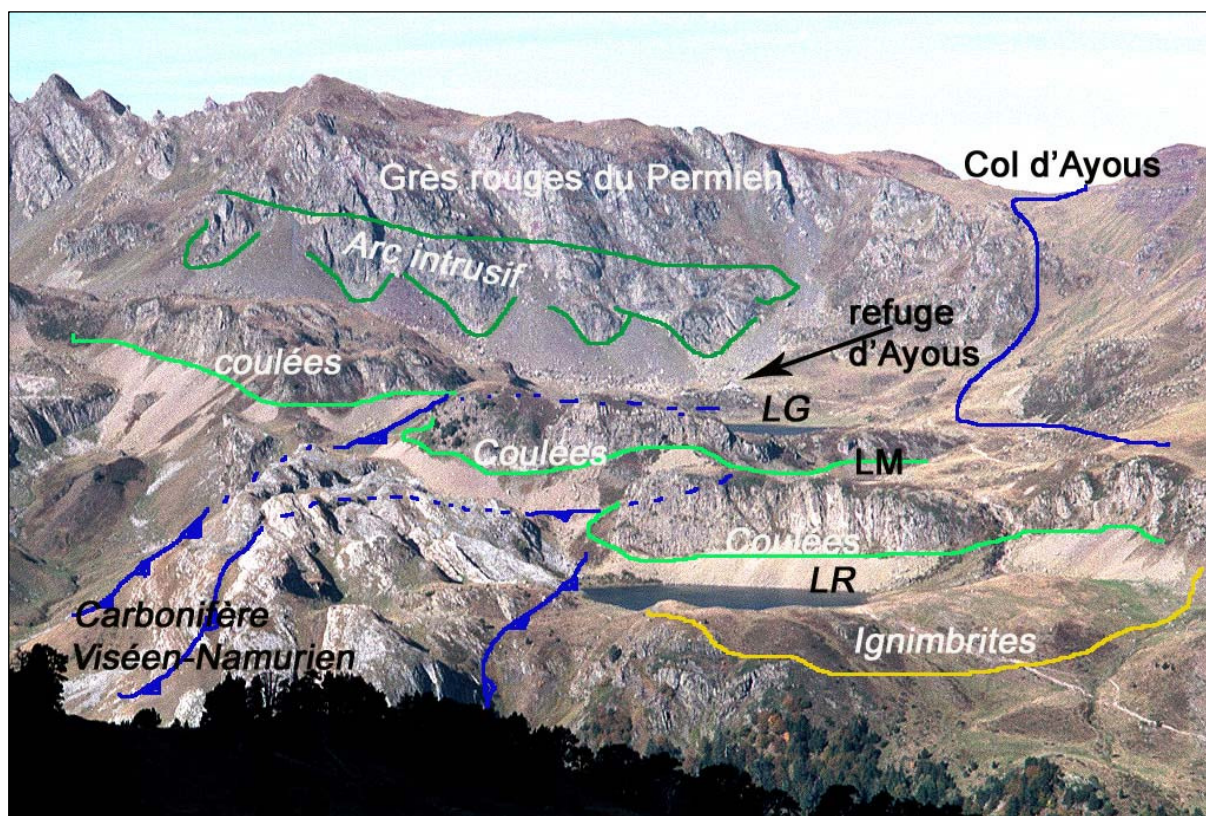 Col d'Ayous
Grès rouges du Permien
Arc intrusif
refuge
d'Ayous
coulées
LG
Coulées
LM
Coulées
LR
Carbonifère
Viséen-Namurien
Ignimbrites